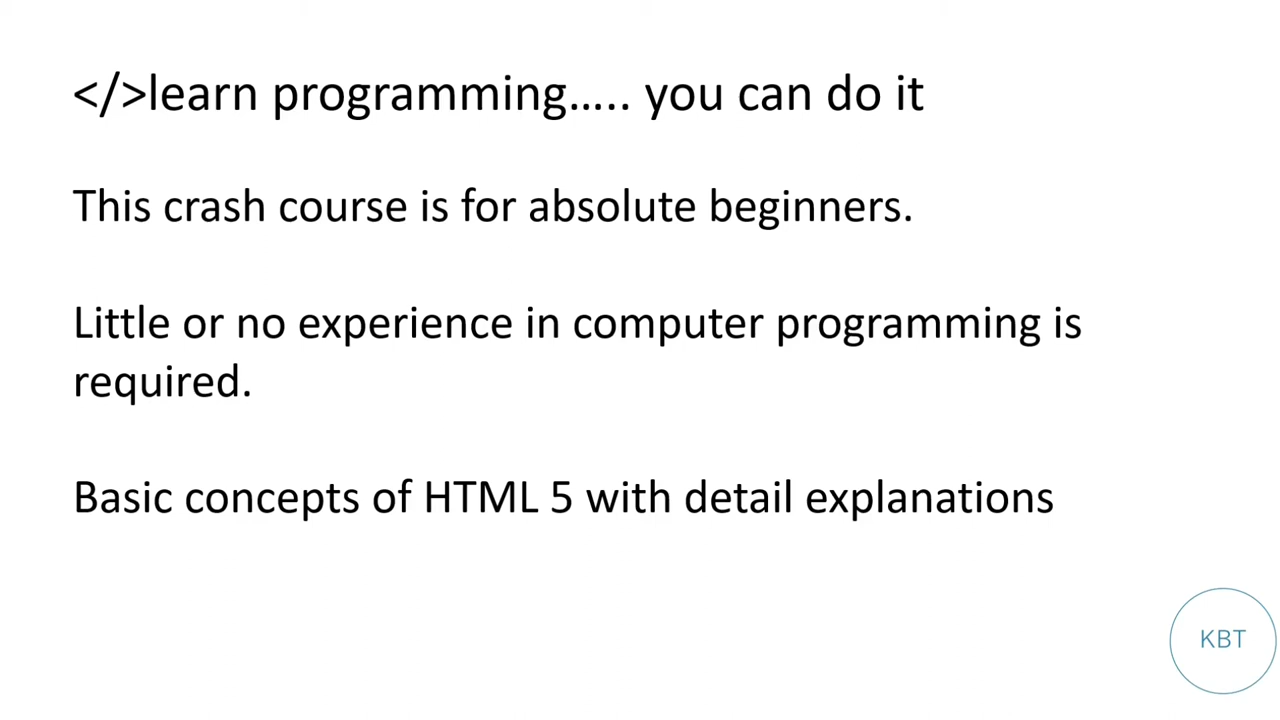 </>learn programming….. you can do it
This crash course is for absolute beginners.
Little or no experience in computer programming is
required.
Basic concepts of HTML 5 with detail explanations
KBT